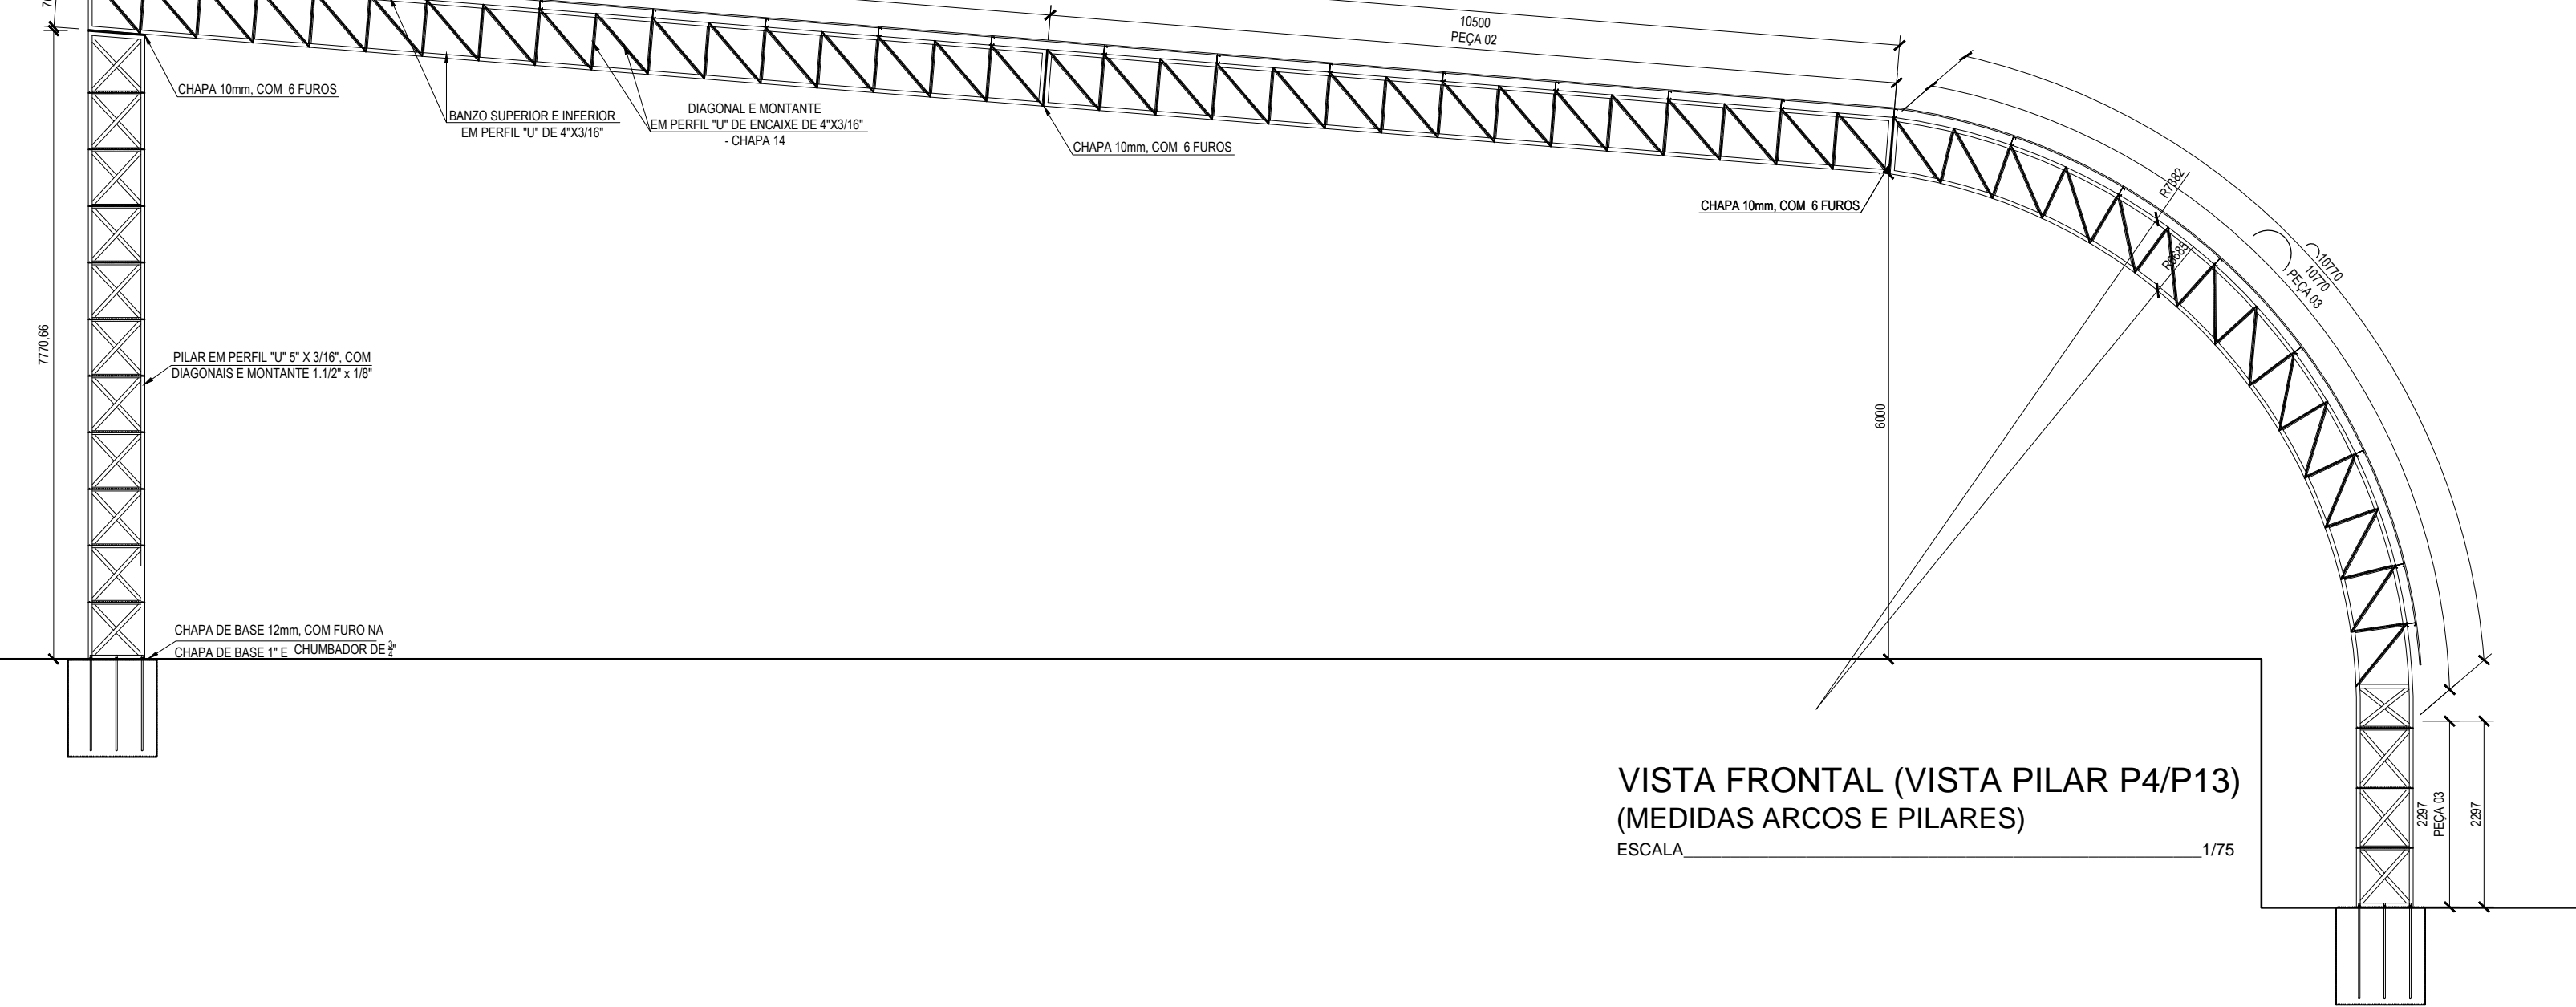 10500
PEÇA 02
CHAPA 10mm, COM 6 FUROS
BANZO SUPERIOR E INFERIOR
EM PERFIL "U" DE 4"X3/16"
DIAGONAL E MONTANTE
EM PERFIL "U" DE ENCAIXE DE 4"X3/16"
- CHAPA 14
CHAPA 10mm, COM 6 FUROS
CHAPA 10mm, COM 6 FUROS
R7382
R6685
10770
10770
PEÇA 03
7770,66
PILAR EM PERFIL "U" 5" X 3/16", COM
DIAGONAIS E MONTANTE 1.1/2" x 1/8"
6000
CHAPA DE BASE 12mm, COM FURO NA
CHAPA DE BASE 1" E CHUMBADOR DE 3/4"
VISTA FRONTAL (VISTA PILAR P4/P13)
(MEDIDAS ARCOS E PILARES)
ESCALA 1/75
2297
PEÇA 03
2297